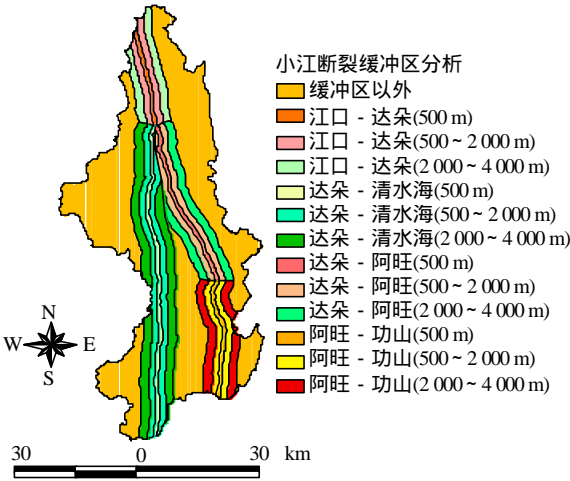 小江断裂缓冲区分析
缓冲区以外
江口 - 达朵(500 m)
江口 - 达朵(500~2 000 m)
江口 - 达朵(2 000~4 000 m)
达朵 - 清水海(500 m)
达朵 - 清水海(500~2 000 m)
达朵 - 清水海(2 000~4 000 m)
达朵 - 阿旺(500 m)
达朵 - 阿旺(500~2 000 m)
达朵 - 阿旺(2 000~4 000 m)
阿旺 - 功山(500 m)
阿旺 - 功山(500~2 000 m)
阿旺 - 功山(2 000~4 000 m)
N
W E
S
30 0 30 km